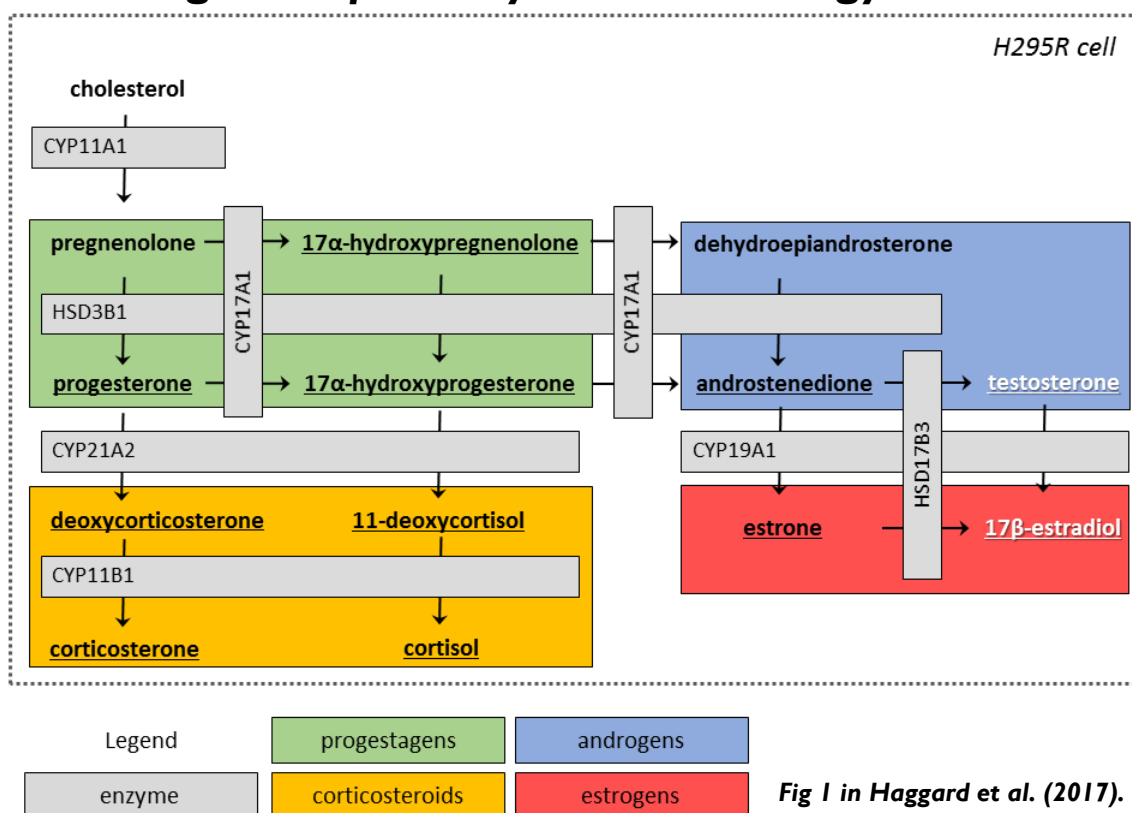 H295R cell
cholesterol
CYP11A1
pregnenolone
17α-hydroxypregnenolone
dehydroepiandrosterone
CYP17A1
CYP17A1
HSD3B1
progesterone
17α-hydroxyprogesterone
androstenedione
testosterone
CYP21A2
CYP19A1
HSD17B3
deoxycorticosterone
11-deoxycortisol
estrone
17β-estradiol
CYP11B1
corticosterone
cortisol
Legend
progestagens
androgens
enzyme
corticosteroids
estrogens
Fig 1 in Haggard et al. (2017).